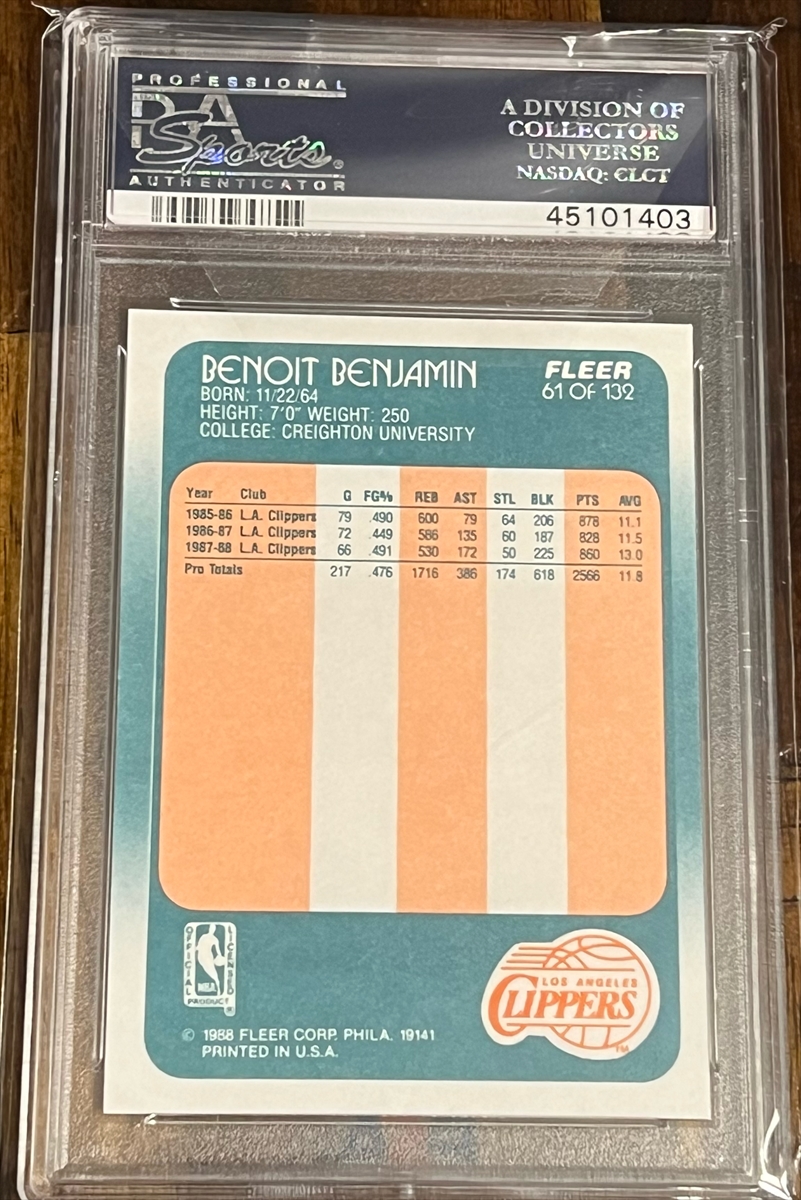 PROFESSIONAL
PSA
Sports®
AUTHENTICATOR
A DIVISION OF
COLLECTORS
UNIVERSE
NASDAQ: CLCT
45101403
BENOIT BENJAMIN
BORN: 11/22/64
HEIGHT: 7'0" WEIGHT: 250
COLLEGE: CREIGHTON UNIVERSITY
FLEER
61 OF 132
Year Club G FG% REB AST STL BLK PTS AVG
1985-86 L.A. Clippers 79 .490 600 79 64 206 878 11.1
1986-87 L.A. Clippers 72 .449 586 135 60 187 828 11.5
1987-88 L.A. Clippers 66 .491 530 172 50 225 860 13.0
Pro Totals 217 .476 1716 386 174 618 2566 11.8
OFFICIAL
LICENSED
NBA
PRODUCT
®
LOS ANGELES
CLIPPERS
TM
© 1988 FLEER CORP. PHILA. 19141
PRINTED IN U.S.A.